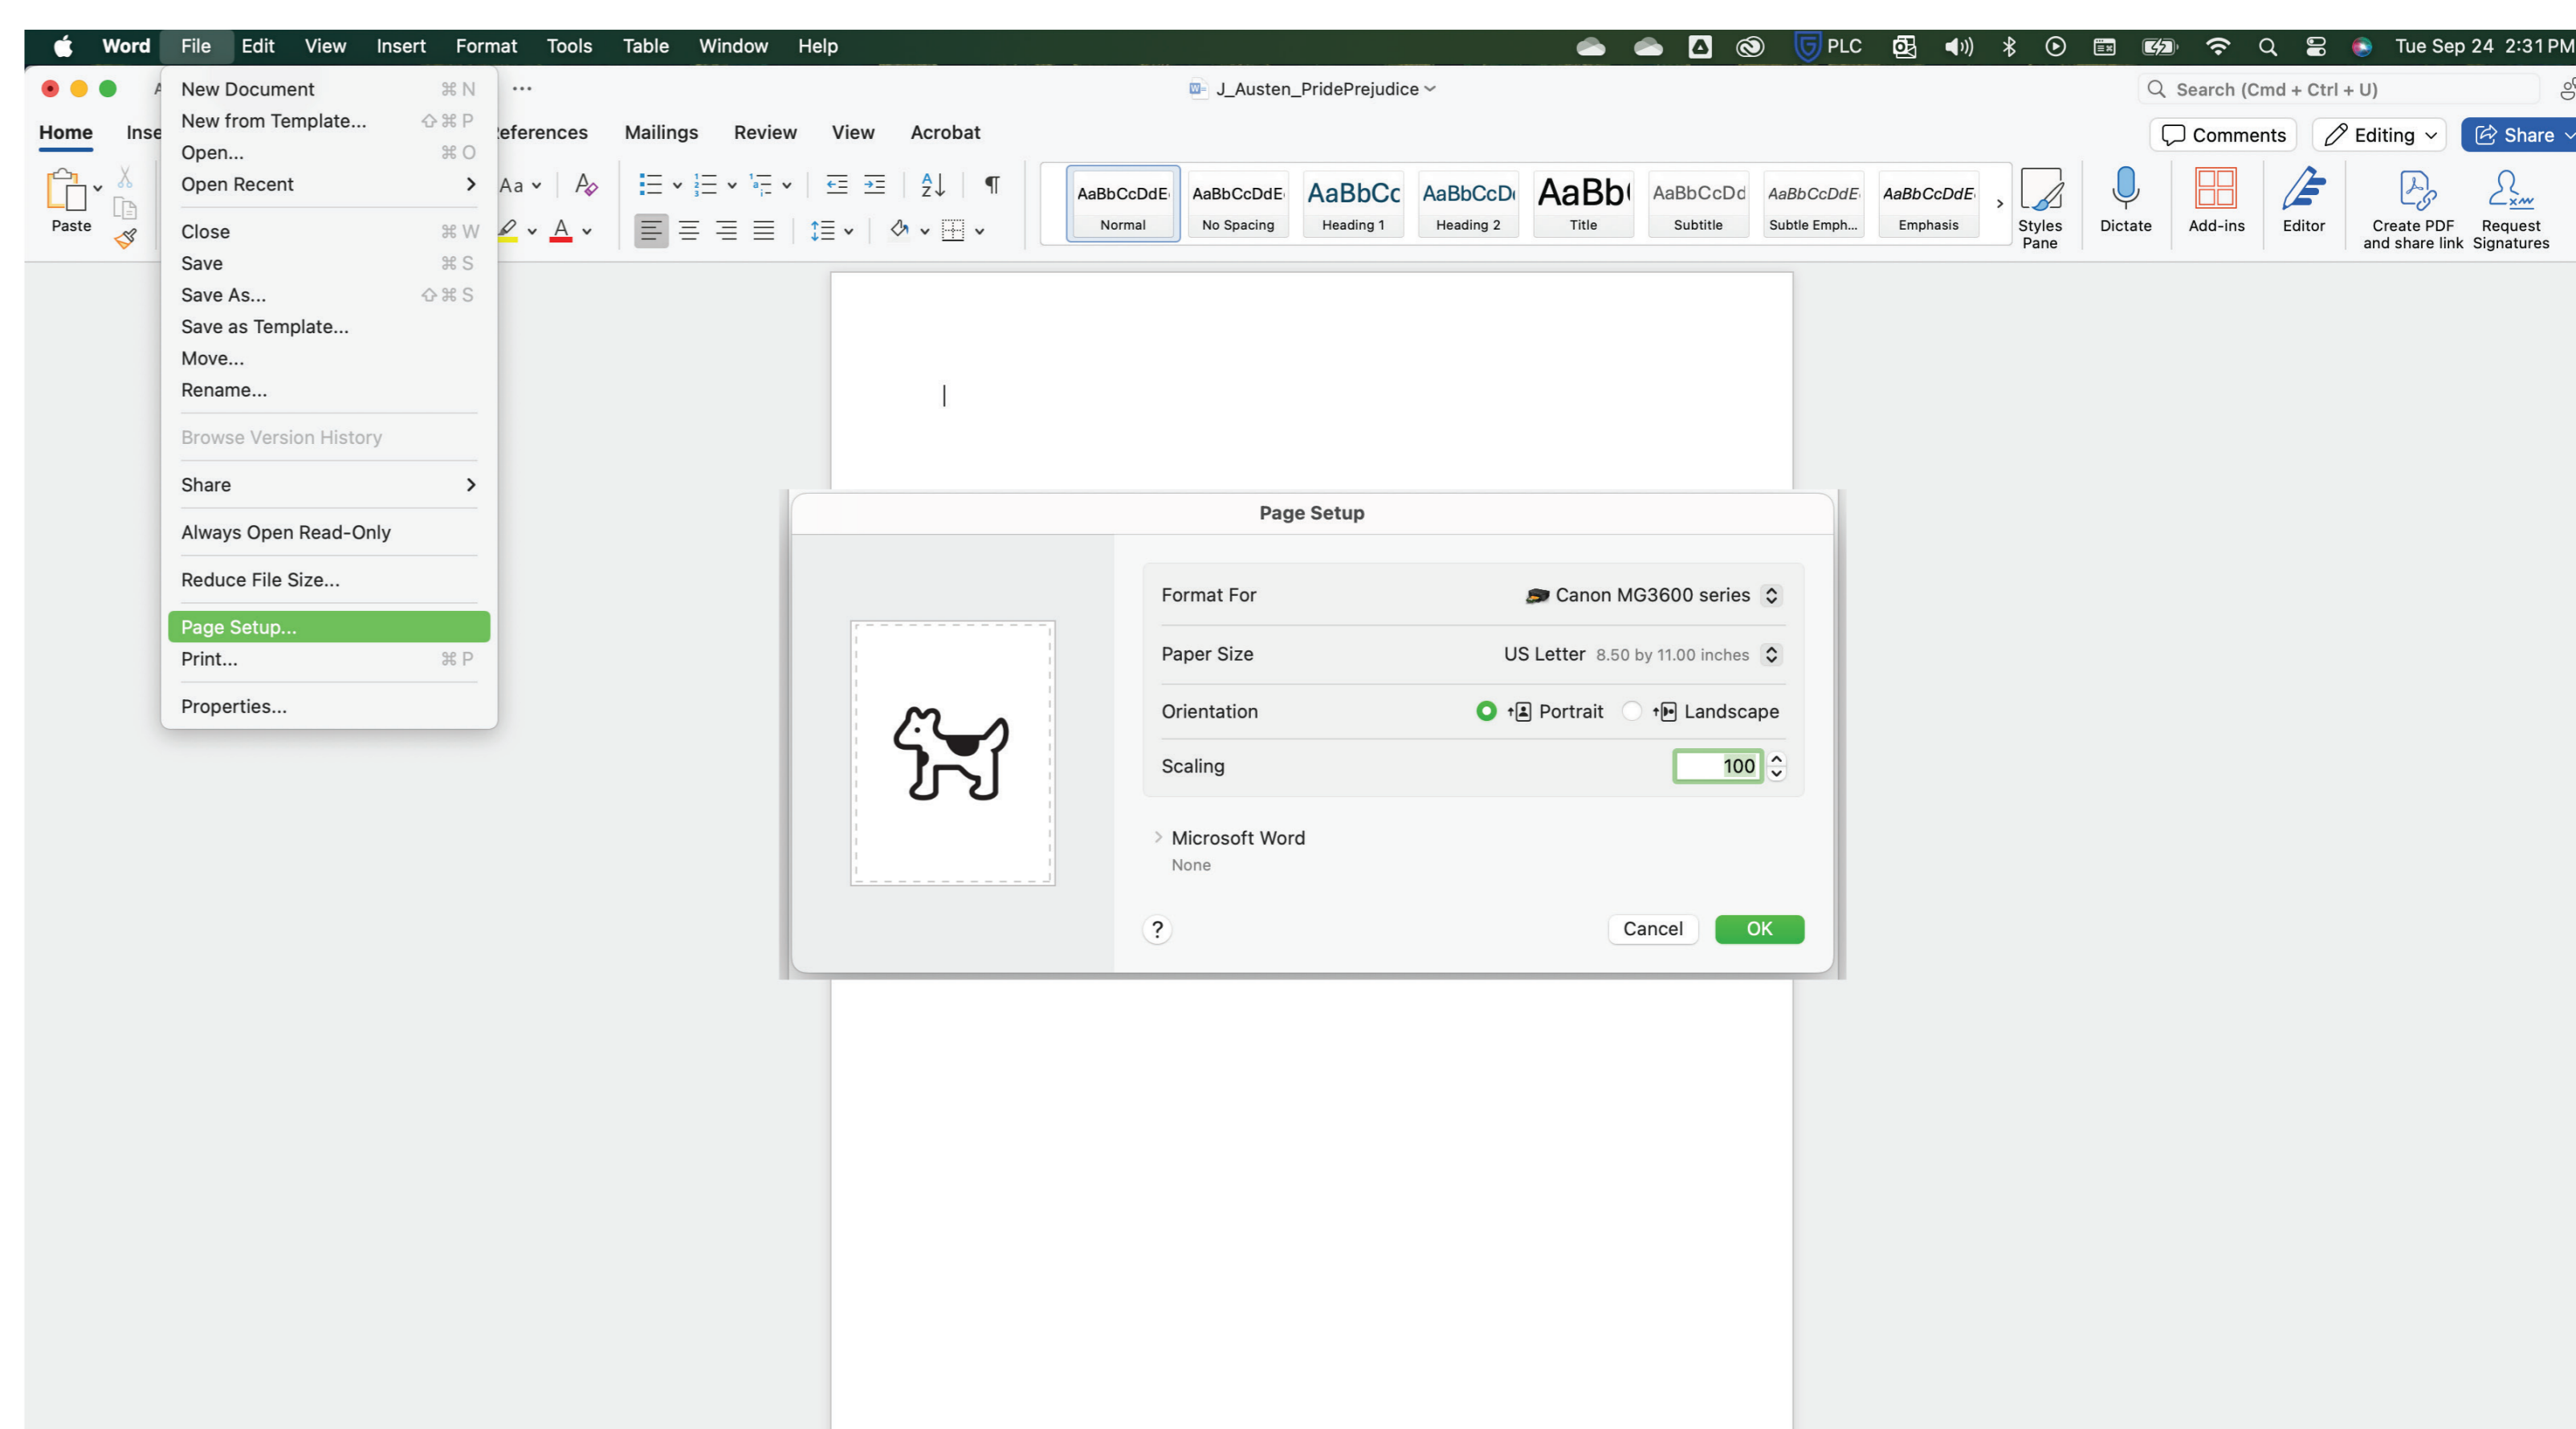 Word File Edit View Insert Format Tools Table Window Help PLC Tue Sep 24 2:31 PM
J_Austen_PridePrejudice
Search (Cmd + Ctrl + U)
Home Inse eferences Mailings Review View Acrobat
Comments Editing Share
Paste
Aa
AaBbCcDdE AaBbCcDdE AaBbCc AaBbCcD AaBb AaBbCcDd AaBbCcDdE AaBbCcDdE
Normal No Spacing Heading 1 Heading 2 Title Subtitle Subtle Emph... Emphasis
Styles Pane
Dictate
Add-ins
Editor
Create PDF and share link
Request Signatures
New Document ⌘ N
New from Template... ⇧ ⌘ P
Open... ⌘ O
Open Recent
Close ⌘ W
Save ⌘ S
Save As... ⇧ ⌘ S
Save as Template...
Move...
Rename...
Browse Version History
Share
Always Open Read-Only
Reduce File Size...
Page Setup...
Print... ⌘ P
Properties...
Page Setup
Format For Canon MG3600 series
Paper Size US Letter 8.50 by 11.00 inches
Orientation Portrait Landscape
Scaling 100
Microsoft Word
None
? Cancel OK